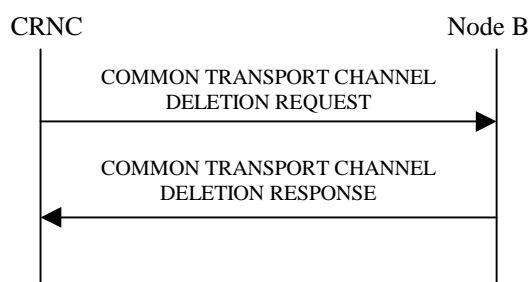 CRNC
Node B
COMMON TRANSPORT CHANNEL
DELETION REQUEST
COMMON TRANSPORT CHANNEL
DELETION RESPONSE